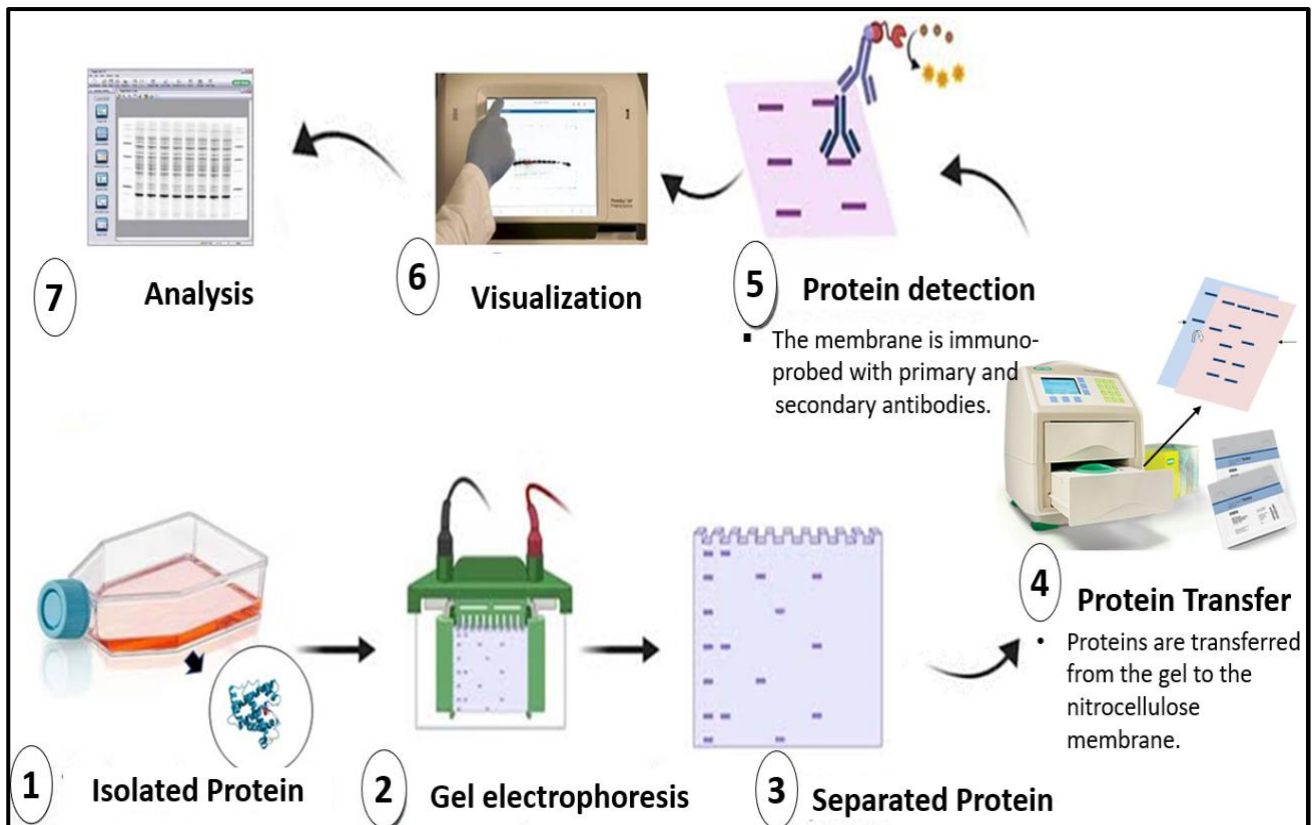 1
Isolated Protein
2
Gel electrophoresis
3
Separated Protein
4
Protein Transfer
• Proteins are transferred
from the gel to the
nitrocellulose
membrane.
5
Protein detection
▪ The membrane is immuno-
probed with primary and
secondary antibodies.
6
Visualization
7
Analysis